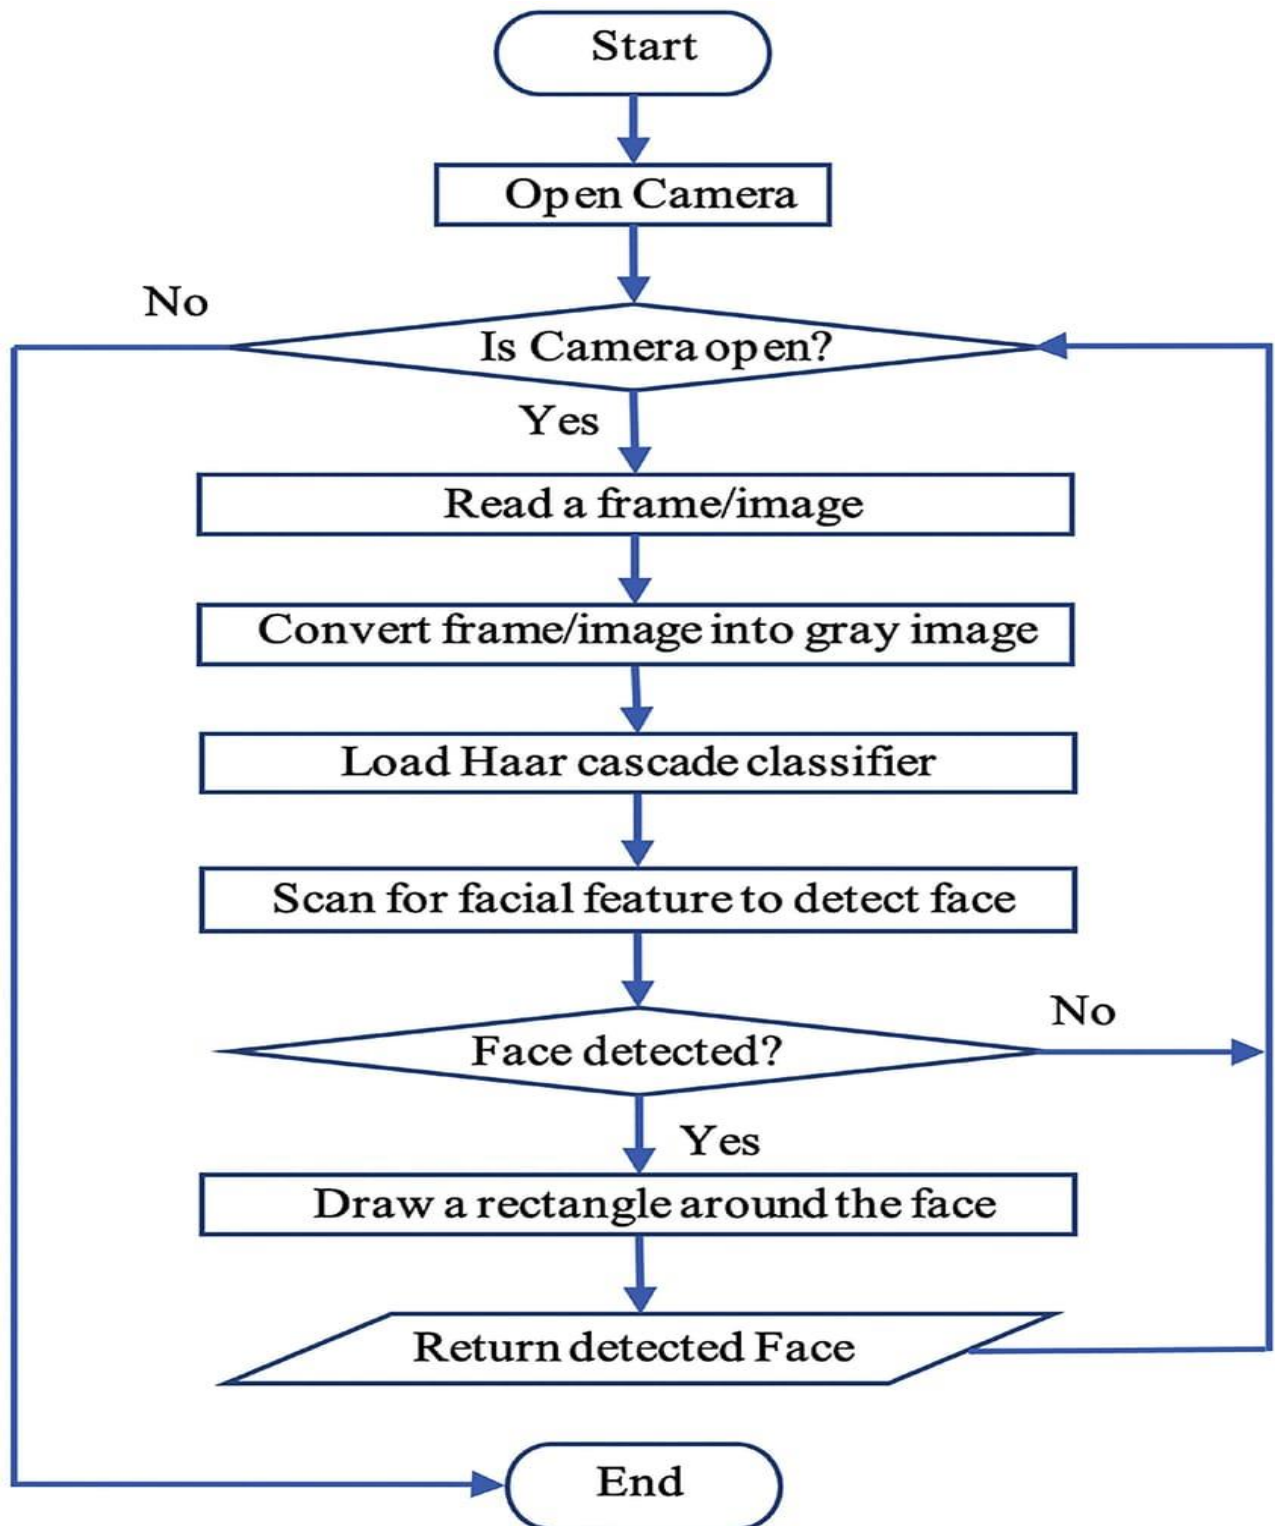 Start
Open Camera
No
Is Camera open?
Yes
Read a frame/image
Convert frame/image into gray image
Load Haar cascade classifier
Scan for facial feature to detect face
No
Face detected?
Yes
Draw a rectangle around the face
Return detected Face
End